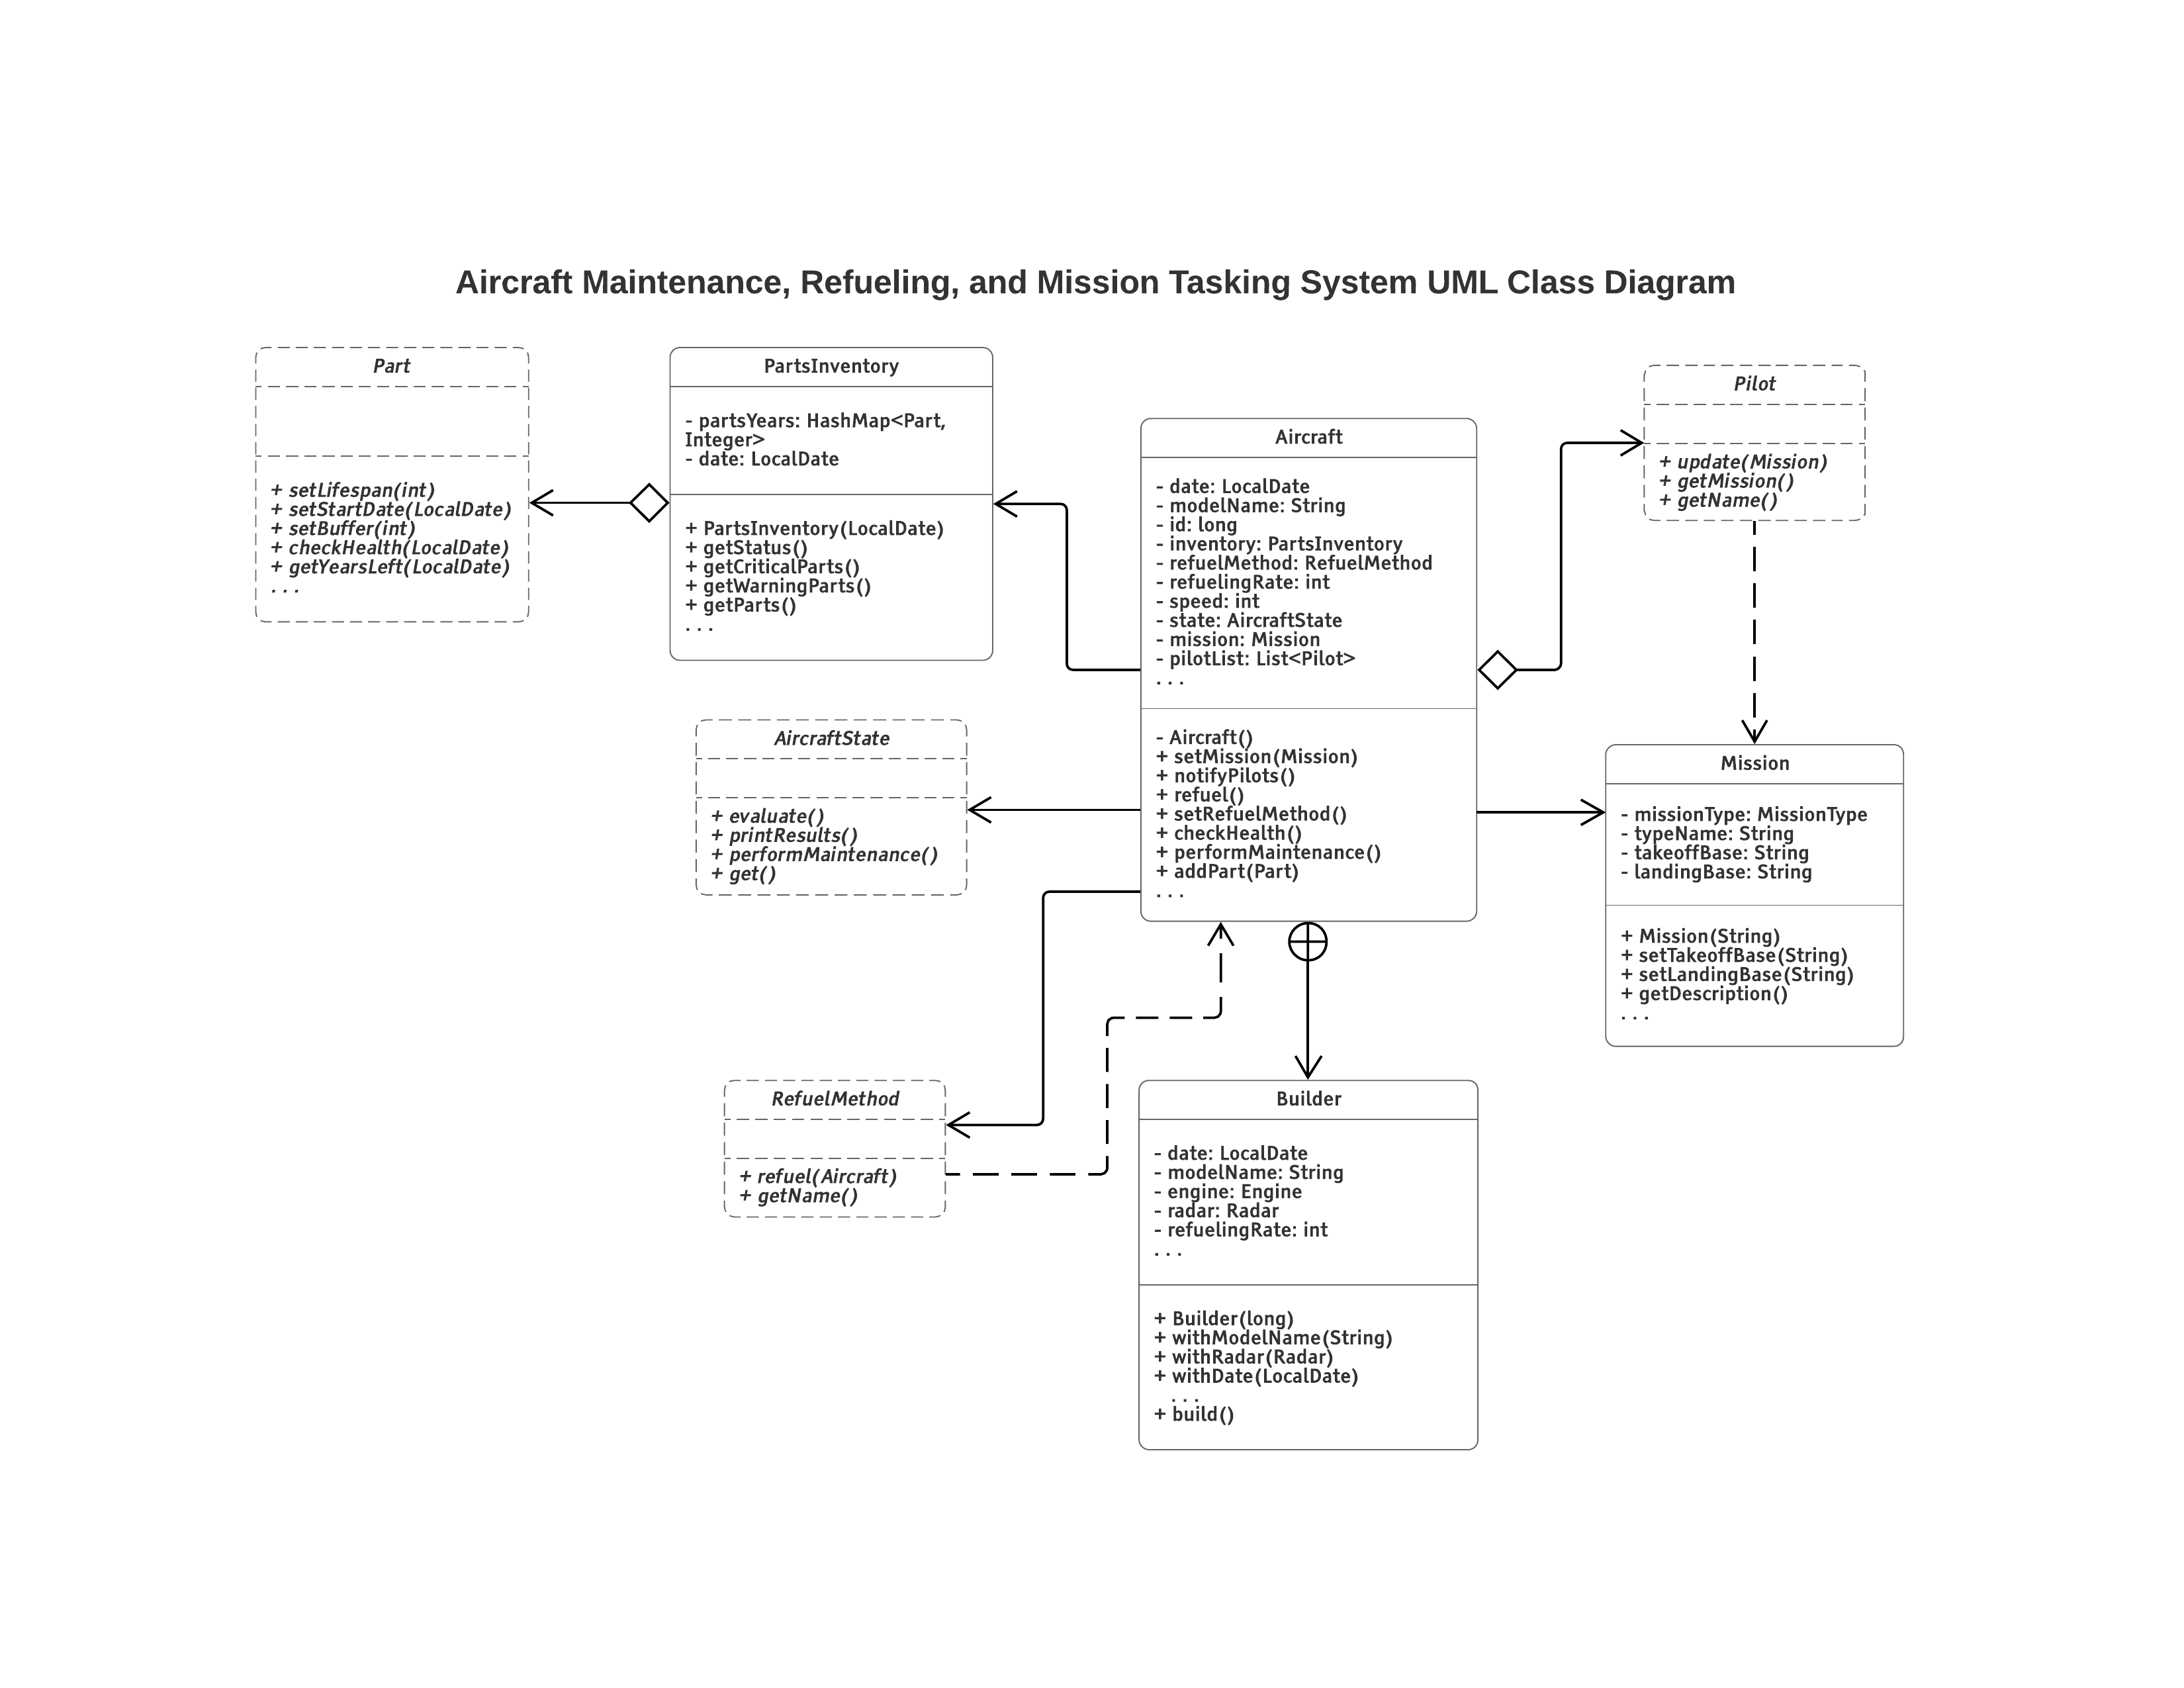 Aircraft Maintenance, Refueling, and Mission Tasking System UML Class Diagram
Part
+ setLifespan(int)
+ setStartDate(LocalDate)
+ setBuffer(int)
+ checkHealth(LocalDate)
+ getYearsLeft(LocalDate)
. . .
PartsInventory
- partsYears: HashMap<Part,
Integer>
- date: LocalDate
+ PartsInventory(LocalDate)
+ getStatus()
+ getCriticalParts()
+ getWarningParts()
+ getParts()
. . .
Aircraft
- date: LocalDate
- modelName: String
- id: long
- inventory: PartsInventory
- refuelMethod: RefuelMethod
- refuelingRate: int
- speed: int
- state: AircraftState
- mission: Mission
- pilotList: List<Pilot>
. . .
- Aircraft()
+ setMission(Mission)
+ notifyPilots()
+ refuel()
+ setRefuelMethod()
+ checkHealth()
+ performMaintenance()
+ addPart(Part)
. . .
Pilot
+ update(Mission)
+ getMission()
+ getName()
AircraftState
+ evaluate()
+ printResults()
+ performMaintenance()
+ get()
Mission
- missionType: MissionType
- typeName: String
- takeoffBase: String
- landingBase: String
+ Mission(String)
+ setTakeoffBase(String)
+ setLandingBase(String)
+ getDescription()
. . .
RefuelMethod
+ refuel(Aircraft)
+ getName()
Builder
- date: LocalDate
- modelName: String
- engine: Engine
- radar: Radar
- refuelingRate: int
. . .
+ Builder(long)
+ withModelName(String)
+ withRadar(Radar)
+ withDate(LocalDate)
. . .
+ build()